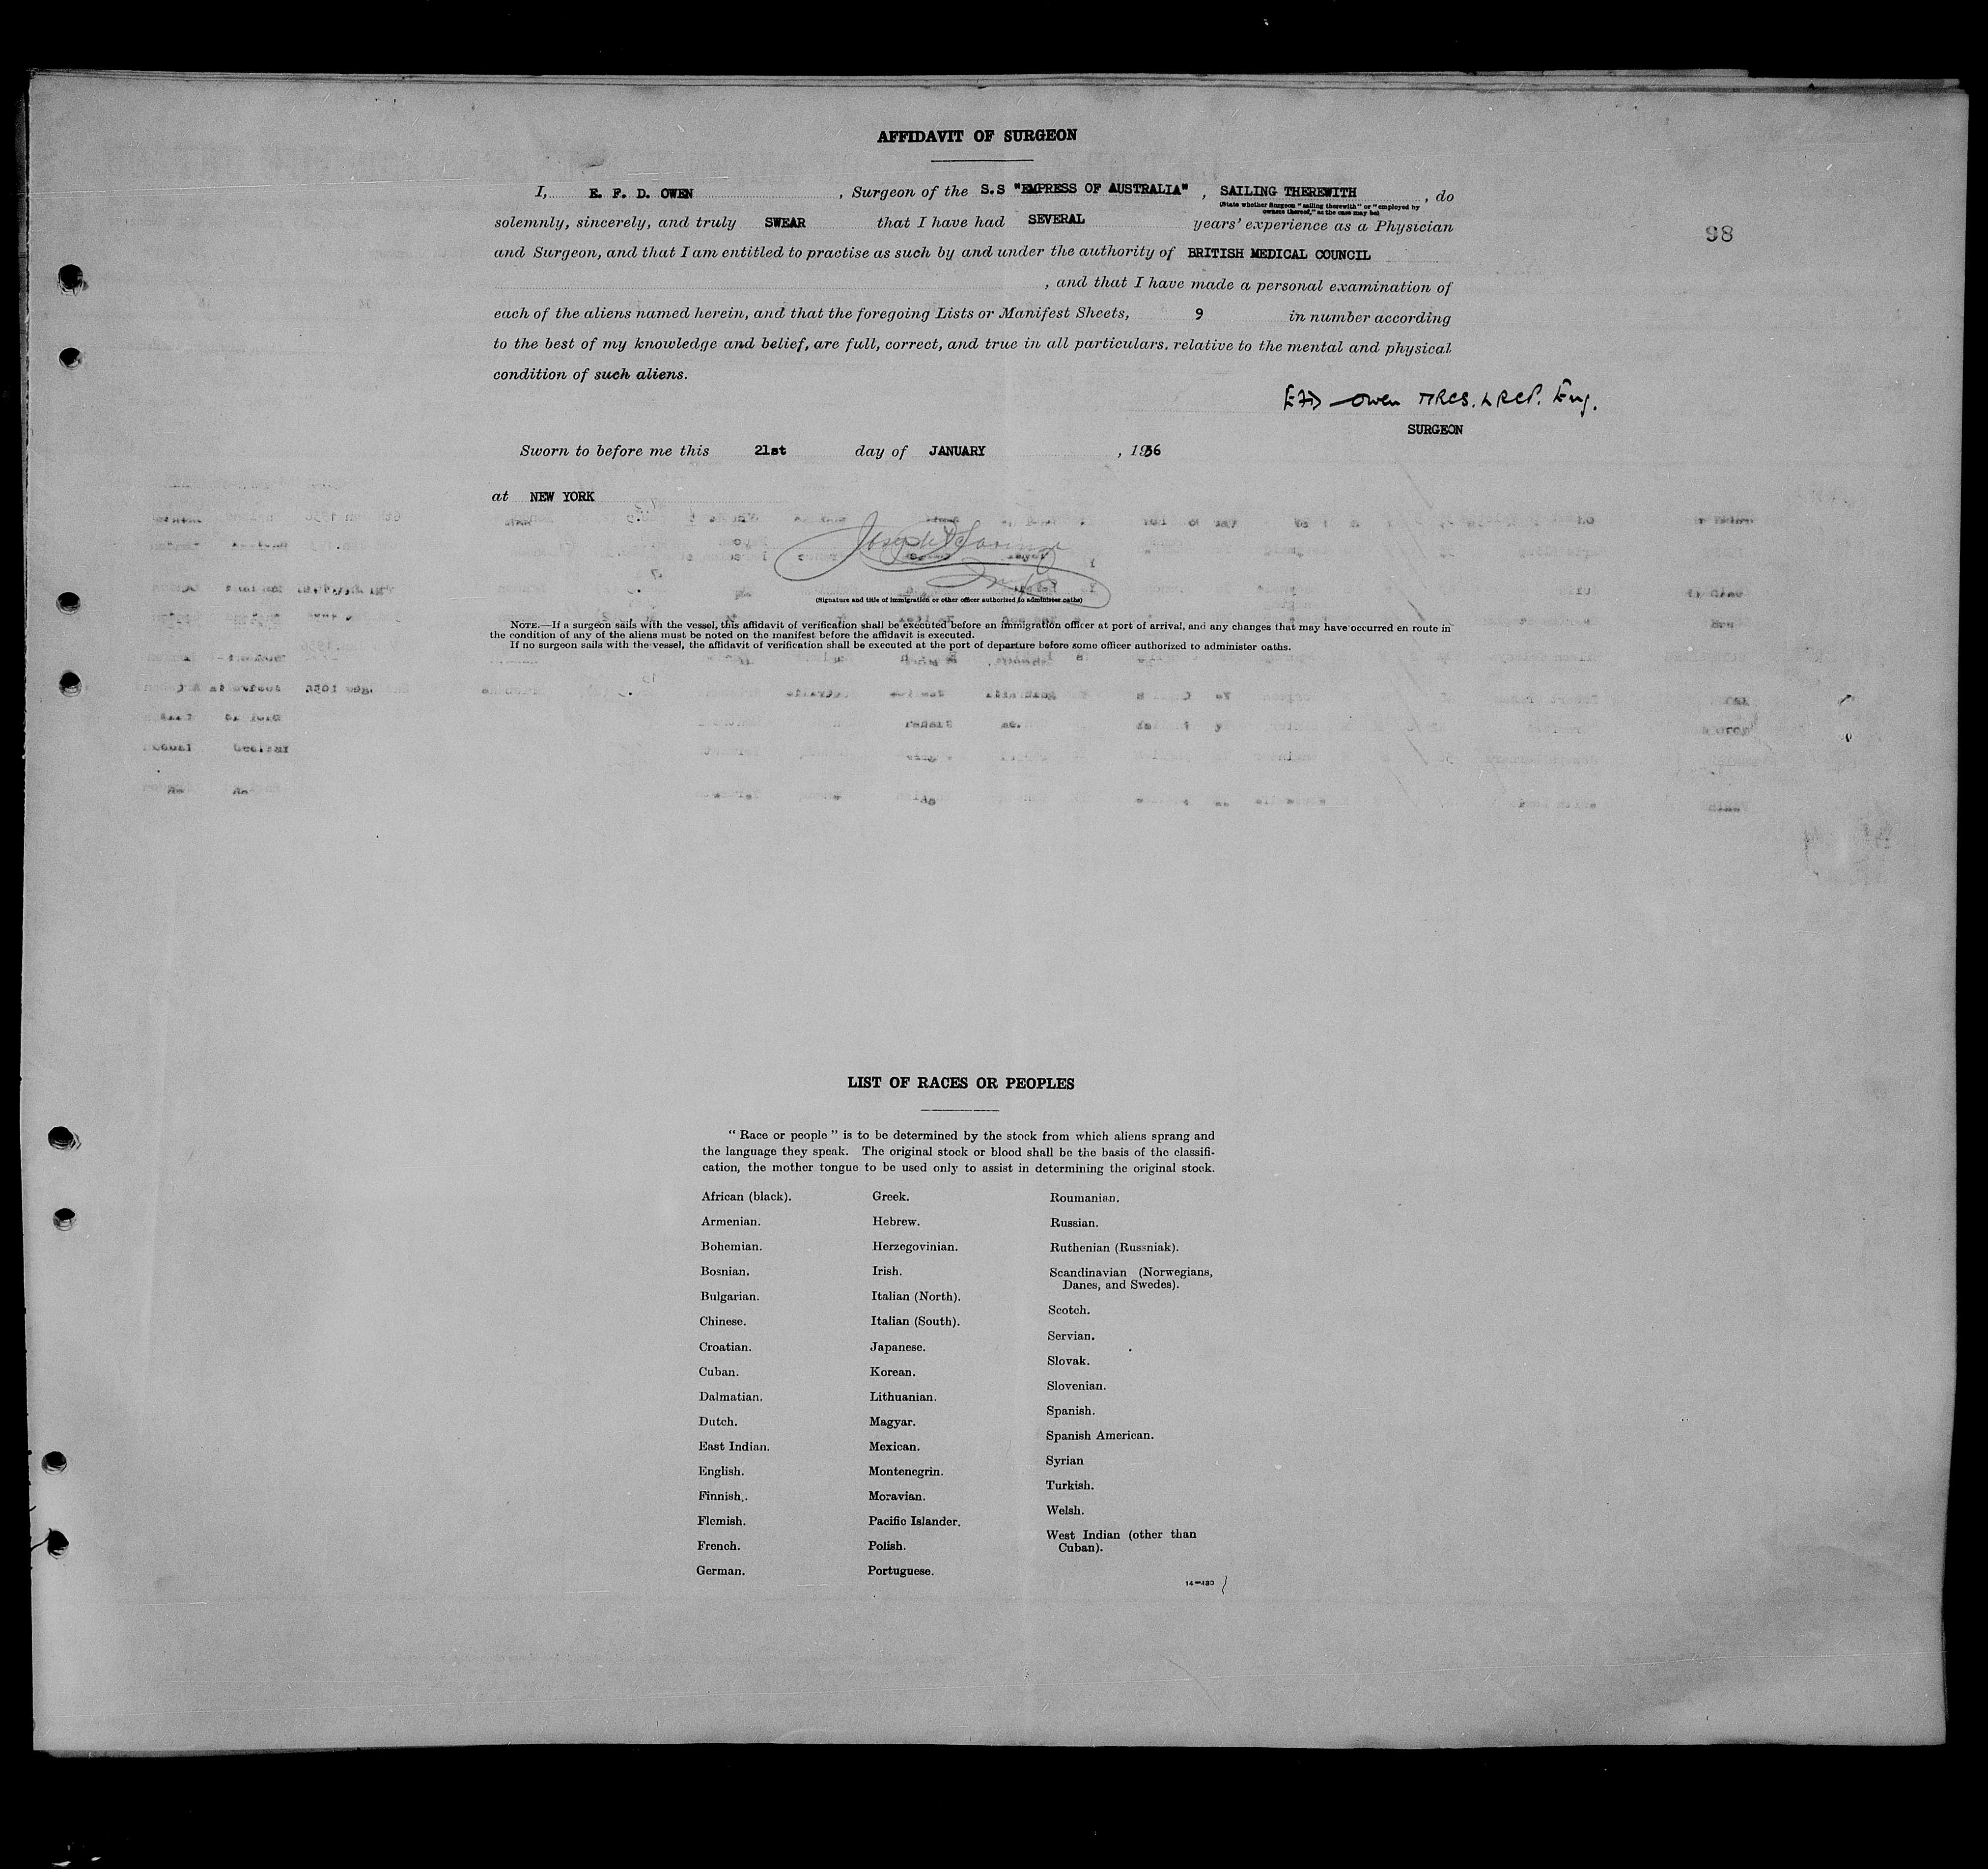 AFFIDAVIT OF SURGEON
I, E. F. D. OWEN , Surgeon of the S.S "EMPRESS OF AUSTRALIA" , SAILING THEREWITH , do
(State whether Surgeon "sailing therewith" or "employed by
owners thereof," as the case may be)
solemnly, sincerely, and truly SWEAR that I have had SEVERAL years' experience as a Physician
98
and Surgeon, and that I am entitled to practise as such by and under the authority of BRITISH MEDICAL COUNCIL
, and that I have made a personal examination of
each of the aliens named herein, and that the foregoing Lists or Manifest Sheets, 9 in number according
to the best of my knowledge and belief, are full, correct, and true in all particulars, relative to the mental and physical
condition of such aliens.
Owen MRCS. LRCP. Eng.
SURGEON
Sworn to before me this 21st day of JANUARY , 1936
at NEW YORK
Joseph
(Signature and title of immigration or other officer authorized to administer oaths)
NOTE.—If a surgeon sails with the vessel, this affidavit of verification shall be executed before an immigration officer at port of arrival, and any changes that may have occurred en route in
the condition of any of the aliens must be noted on the manifest before the affidavit is executed.
If no surgeon sails with the vessel, the affidavit of verification shall be executed at the port of departure before some officer authorized to administer oaths.
LIST OF RACES OR PEOPLES
"Race or people" is to be determined by the stock from which aliens sprang and
the language they speak. The original stock or blood shall be the basis of the classifi-
cation, the mother tongue to be used only to assist in determining the original stock.
African (black).
Armenian.
Bohemian.
Bosnian.
Bulgarian.
Chinese.
Croatian.
Cuban.
Dalmatian.
Dutch.
East Indian.
English.
Finnish.
Flemish.
French.
German.
Greek.
Hebrew.
Herzegovinian.
Irish.
Italian (North).
Italian (South).
Japanese.
Korean.
Lithuanian.
Magyar.
Mexican.
Montenegrin.
Moravian.
Pacific Islander.
Polish.
Portuguese.
Roumanian.
Russian.
Ruthenian (Russniak).
Scandinavian (Norwegians,
Danes, and Swedes).
Scotch.
Servian.
Slovak.
Slovenian.
Spanish.
Spanish American.
Syrian
Turkish.
Welsh.
West Indian (other than
Cuban).
14—480